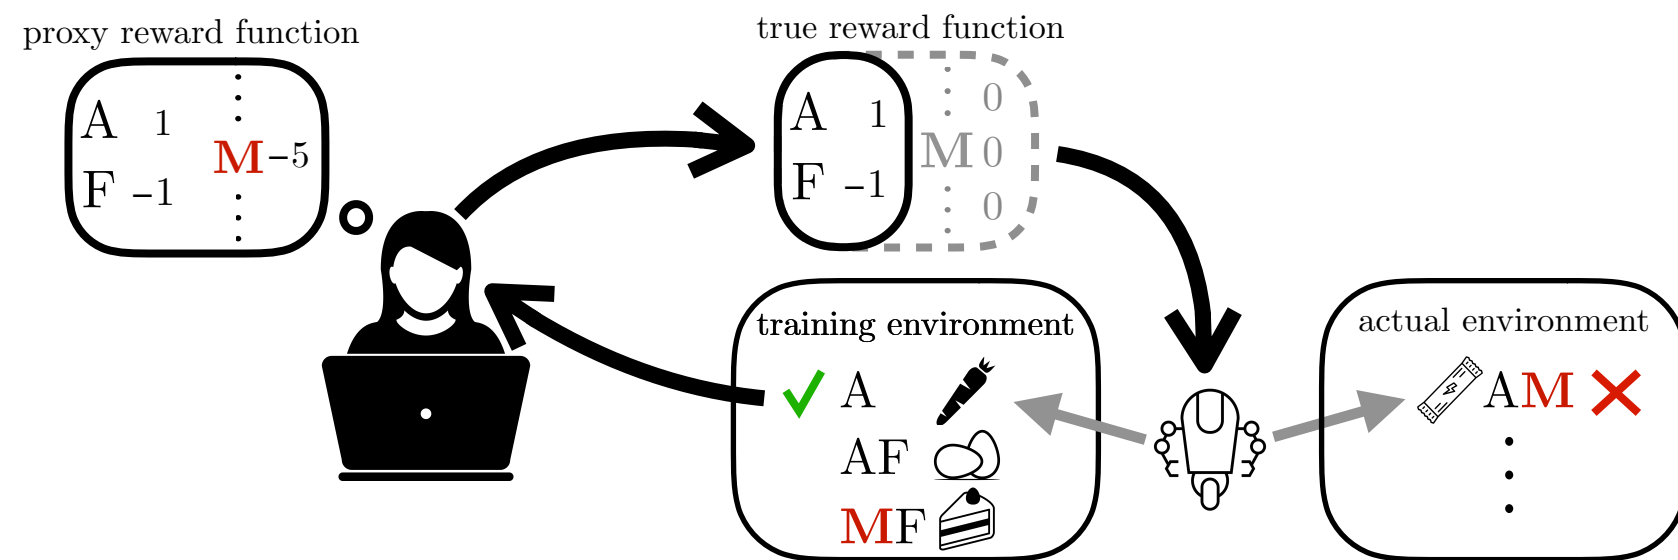 proxy reward function
A 1
M -5
F -1
true reward function
A 1
0
M 0
F -1
0
training environment
A
AF
MF
actual environment
AM